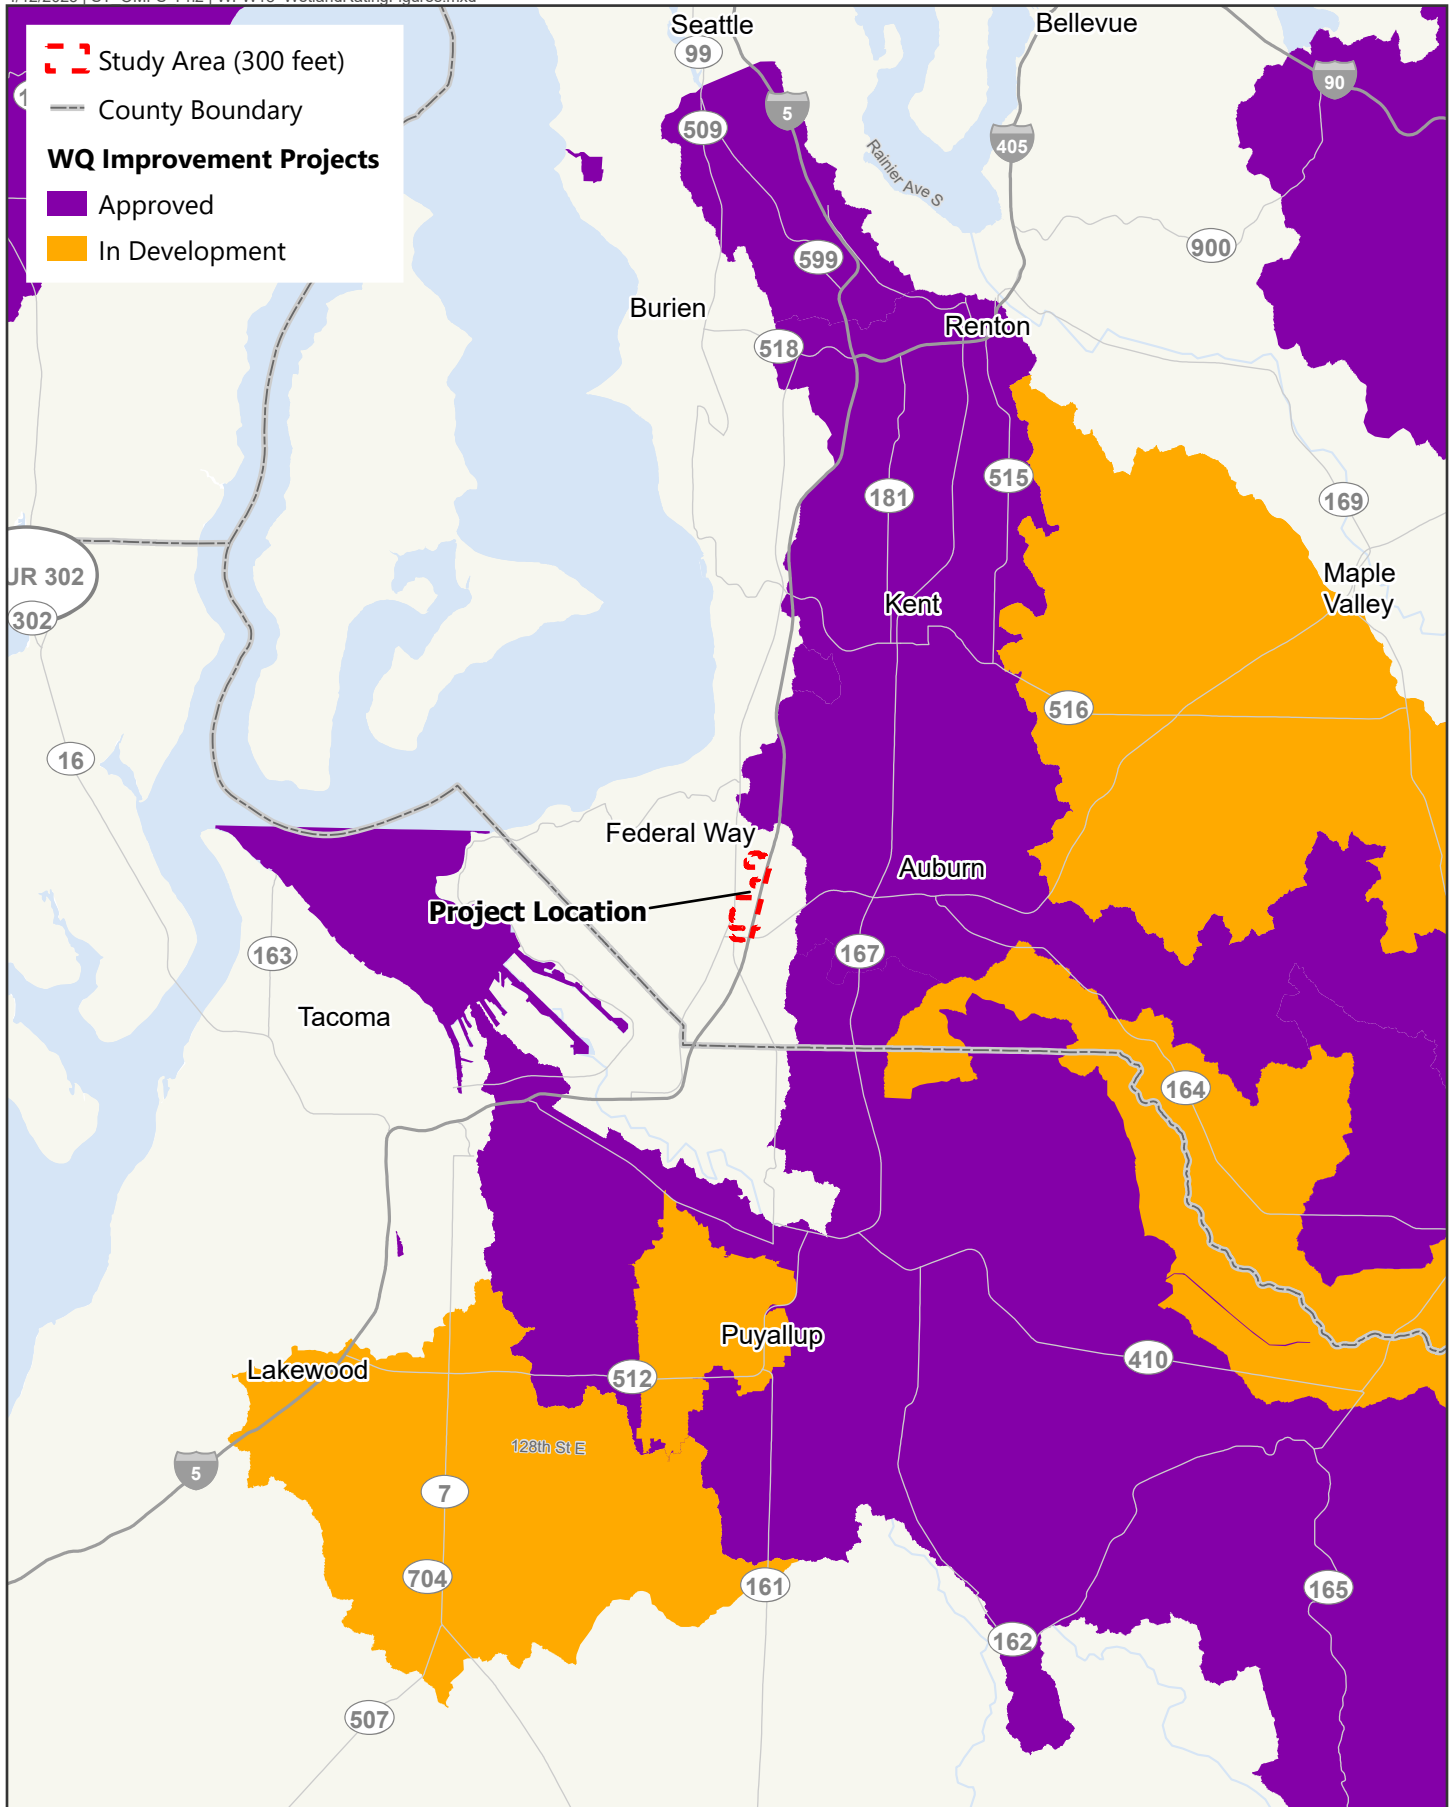 Study Area (300 feet)
County Boundary
WQ Improvement Projects
Approved
In Development
Seattle
Bellevue
99
5
90
509
405
Rainier Ave S
900
599
Burien
Renton
518
515
181
169
UR 302
302
Kent
Maple
Valley
516
16
Federal Way
Auburn
Project Location
163
167
Tacoma
164
Puyallup
410
Lakewood
512
128th St E
5
7
704
161
165
162
507